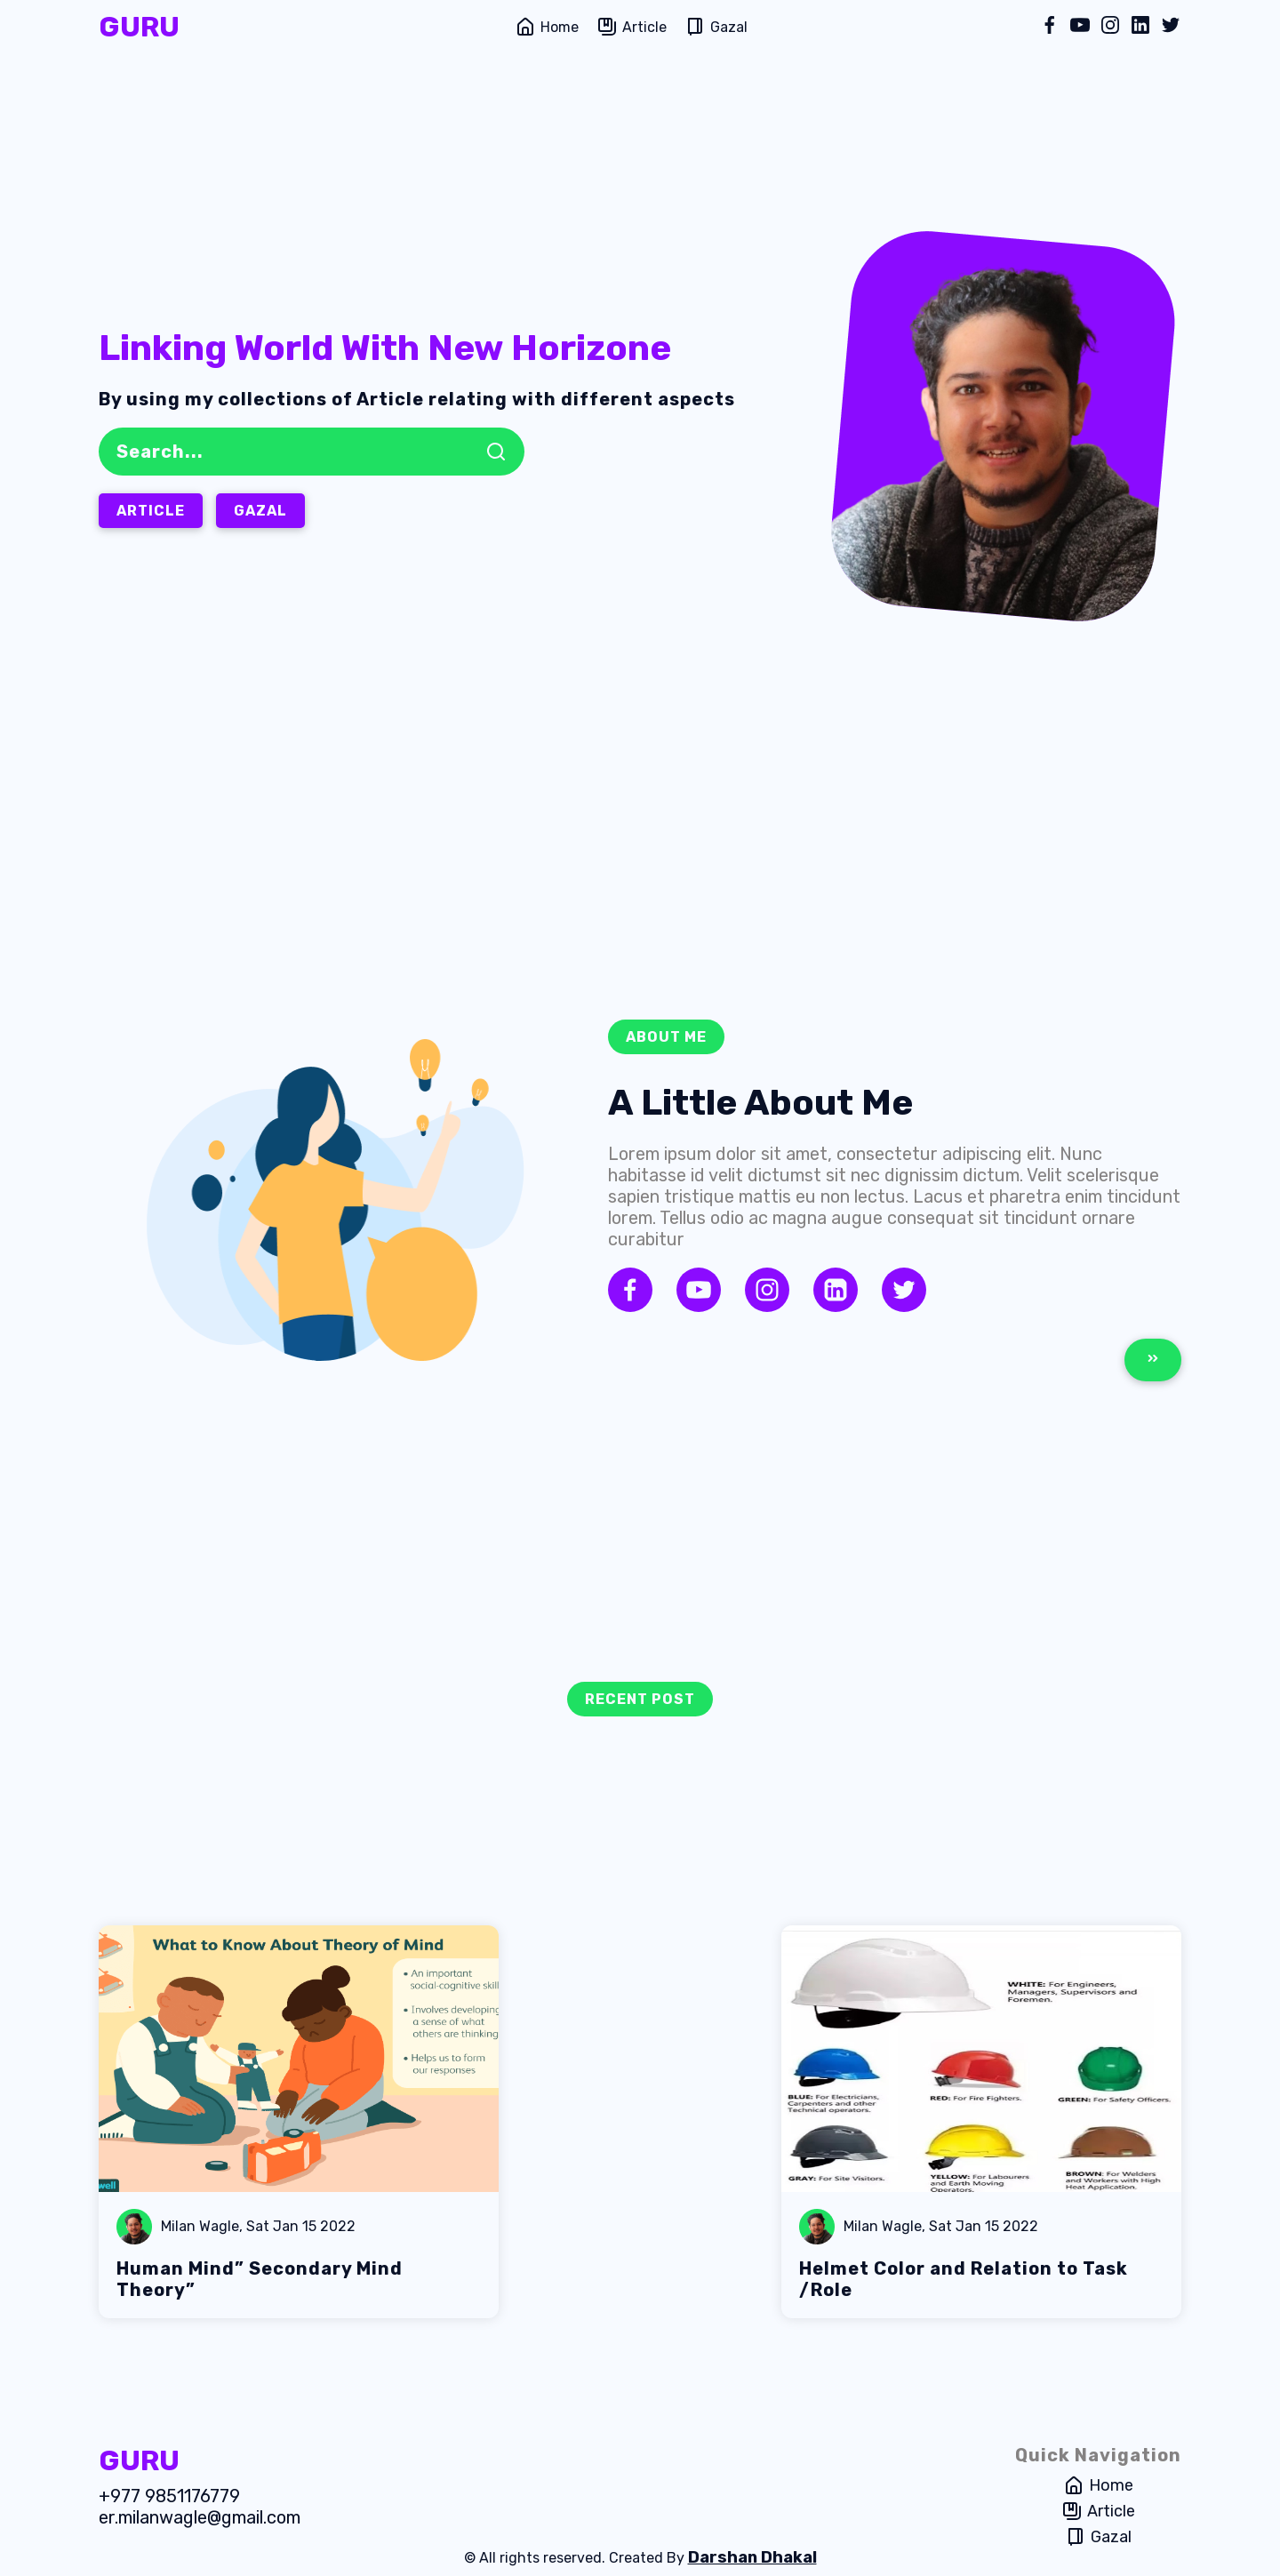 GURU
Home
Article
Gazal
Linking World With New Horizone
By using my collections of Article relating with different aspects
Search...
ARTICLE
GAZAL
ABOUT ME
A Little About Me
Lorem ipsum dolor sit amet, consectetur adipiscing elit. Nunc
habitasse id velit dictumst sit nec dignissim dictum. Velit scelerisque
sapien tristique mattis eu non lectus. Lacus et pharetra enim tincidunt
lorem. Tellus odio ac magna augue consequat sit tincidunt ornare
curabitur
»
RECENT POST
What to Know About Theory of Mind
• An important
social-cognitive skill
• Involves developing
a sense of what
others are thinking
• Helps us to form
our responses
well
Milan Wagle, Sat Jan 15 2022
Human Mind” Secondary Mind
Theory”
WHITE: For Engineers,
Managers, Supervisors and
Foremen.
BLUE: For Electricians,
Carpenters and other
Technical operators.
RED: For Fire Fighters.
GREEN: For Safety Officers.
GRAY: For Site Visitors.
YELLOW: For Labourers
and Earth Moving
Operators.
BROWN: For Welders
and Workers with High
Heat Application.
Milan Wagle, Sat Jan 15 2022
Helmet Color and Relation to Task
/Role
GURU
+977 9851176779
er.milanwagle@gmail.com
Quick Navigation
Home
Article
Gazal
© All rights reserved. Created By Darshan Dhakal